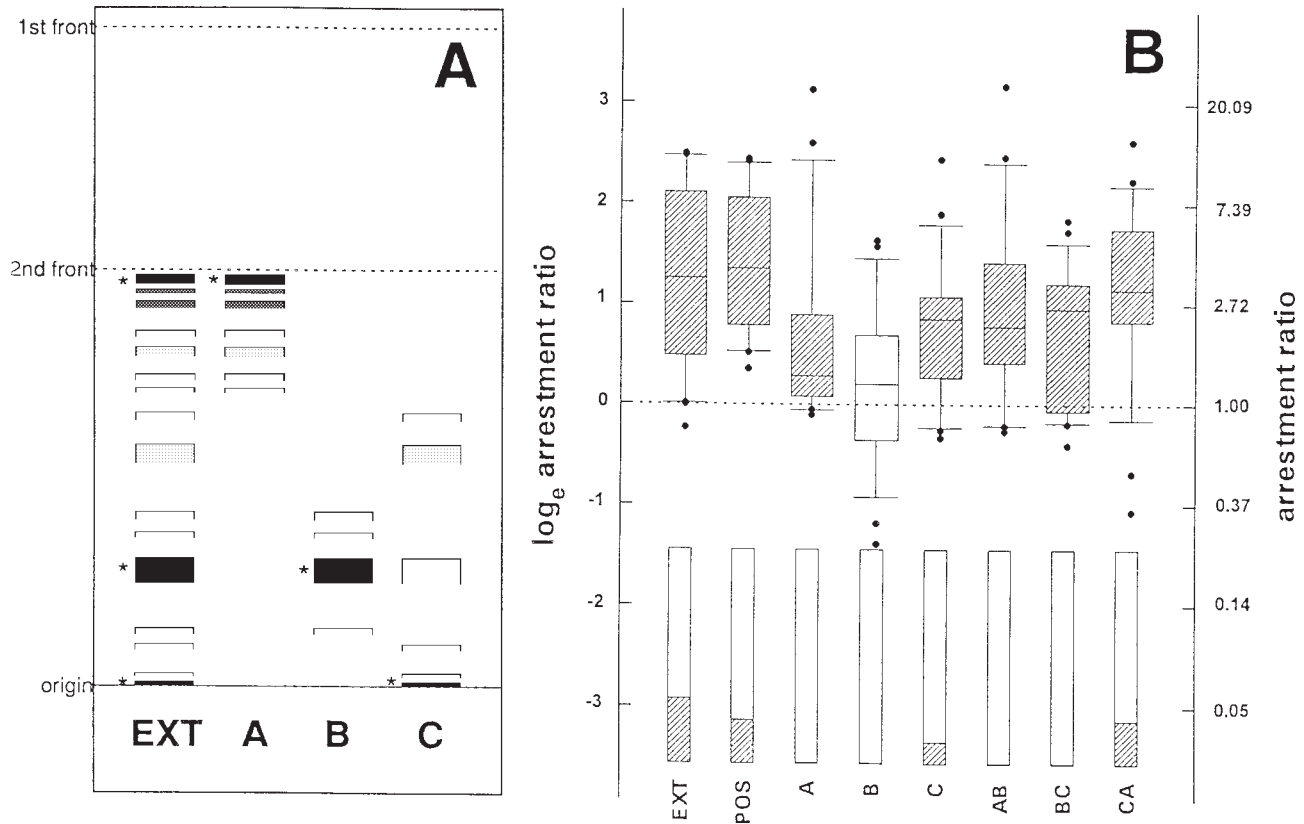 1st front
A
2nd front
*
*
*
*
origin
*
*
EXT A B C
B
log_e arrestment ratio
3
2
1
0
-1
-2
-3
20.09
7.39
2.72
1.00
0.37
0.14
0.05
arrestment ratio
EXT
POS
A
B
C
AB
BC
CA